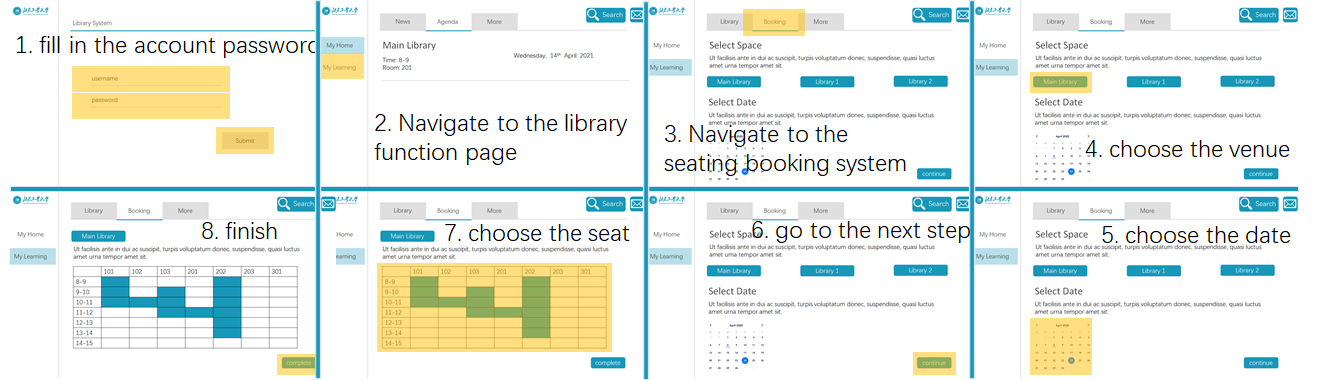 Library System
1. fill in the account password
username
password
Submit
News
Agenda
More
Search
My Home
My Learning
Main Library
Wednesday, 14th April 2021
Time: 8-9
Room: 201
2. Navigate to the library
function page
Library
Booking
More
Search
My Home
My Learning
Select Space
Ut facilisis ante in dui ac suscipit, turpis voluptatum donec, suspendisse, quasi luctus
amet urna tempor amet sit.
Main Library
Library 1
Library 2
Select Date
Ut facilisis ante in dui ac suscipit, turpis voluptatum donec, suspendisse, quasi luctus
amet urna tempor amet sit.
3. Navigate to the
seating booking system
continue
Library
Booking
More
Search
My Home
My Learning
Select Space
Ut facilisis ante in dui ac suscipit, turpis voluptatum donec, suspendisse, quasi luctus
amet urna tempor amet sit.
Main Library
Library 1
Library 2
Select Date
Ut facilisis ante in dui ac suscipit, turpis voluptatum donec, suspendisse, quasi luctus
amet urna tempor amet sit.
April 2020
4. choose the venue
continue
Library
Booking
More
Search
8. finish
My Home
My Learning
Main Library
Ut facilisis ante in dui ac suscipit, turpis voluptatum donec, suspendisse, quasi luctus
amet urna tempor amet sit.
101 102 103 201 202 203 301
8-9
9-10
10-11
11-12
12-13
13-14
14-15
complete
Library
Booking
More
Search
7. choose the seat
My Home
Learning
Main Library
Ut facilisis ante in dui ac suscipit, turpis voluptatum donec, suspendisse, quasi luctus
amet urna tempor amet sit.
101 102 103 201 202 203 301
8-9
9-10
10-11
11-12
12-13
13-14
14-15
complete
Library
Booking
More
Search
6. go to the next step
My Home
My Learning
Select Space
Ut facilisis ante in dui ac suscipit, turpis voluptatum donec, suspendisse, quasi luctus
amet urna tempor amet sit.
Main Library
Library 1
Library 2
Select Date
Ut facilisis ante in dui ac suscipit, turpis voluptatum donec, suspendisse, quasi luctus
amet urna tempor amet sit.
April 2020
continue
Library
Booking
More
Search
5. choose the date
My Home
My Learning
Select Space
Ut facilisis ante in dui ac suscipit, turpis voluptatum donec, suspendisse, quasi luctus
amet urna tempor amet sit.
Main Library
Library 1
Library 2
Select Date
Ut facilisis ante in dui ac suscipit, turpis voluptatum donec, suspendisse, quasi luctus
amet urna tempor amet sit.
April 2020
continue